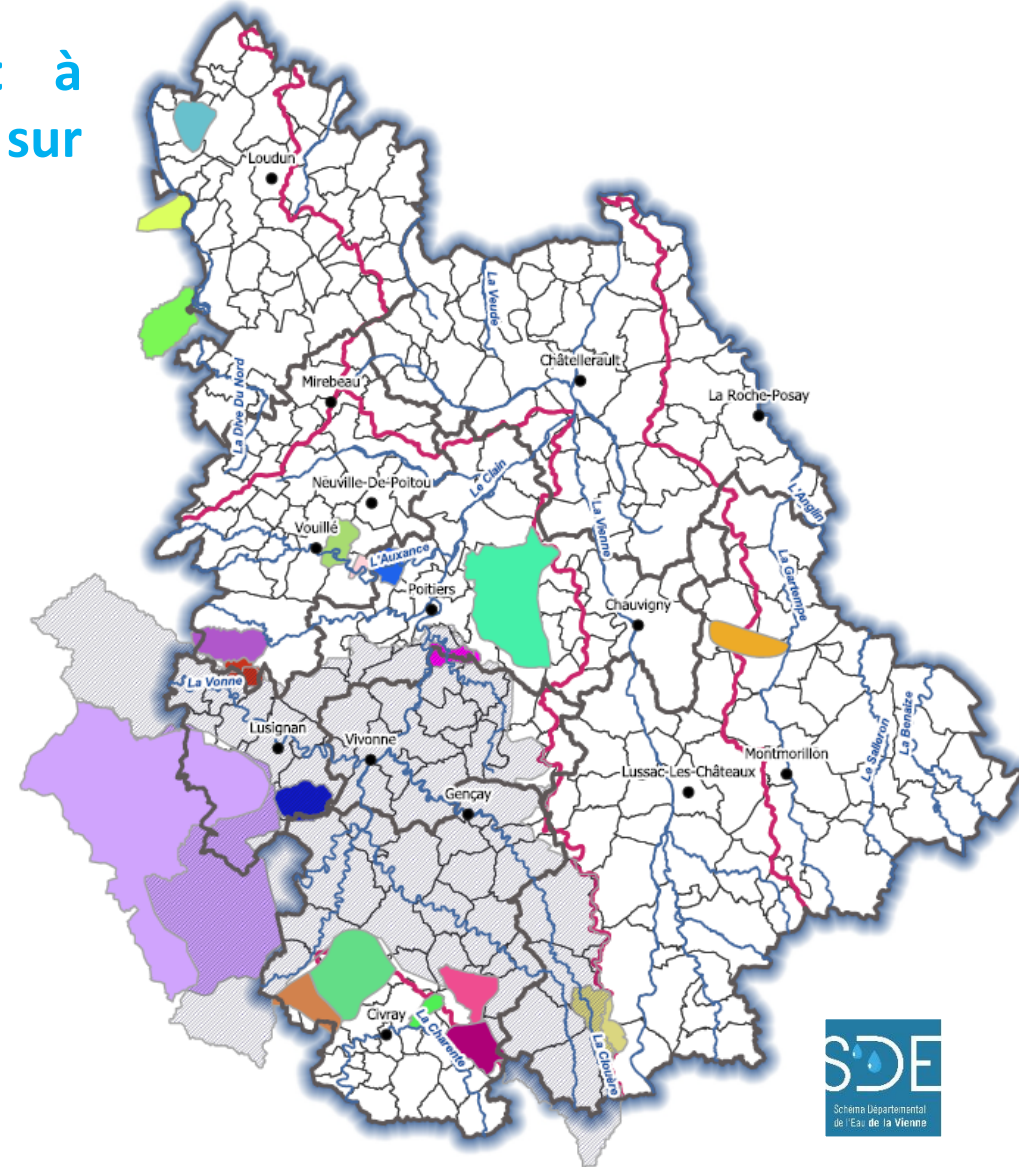 : à
sur
Loudun
La Veude
Châtellerault
Mirebeau
La Roche-Posay
La Dive Du Nord
Le Clain
Neuville-De-Poitou
L'Anglin
Vouillé
La Vienne
L'Auxance
La Gartempe
Poitiers
Chauvigny
La Vonne
Le Salleron
La Benaize
Lusignan
Vivonne
Montmorillon
Lussac-Les-Châteaux
Gençay
Civray
La Charente
La Clouère
SDE
Schéma Départemental
de l'Eau de la Vienne